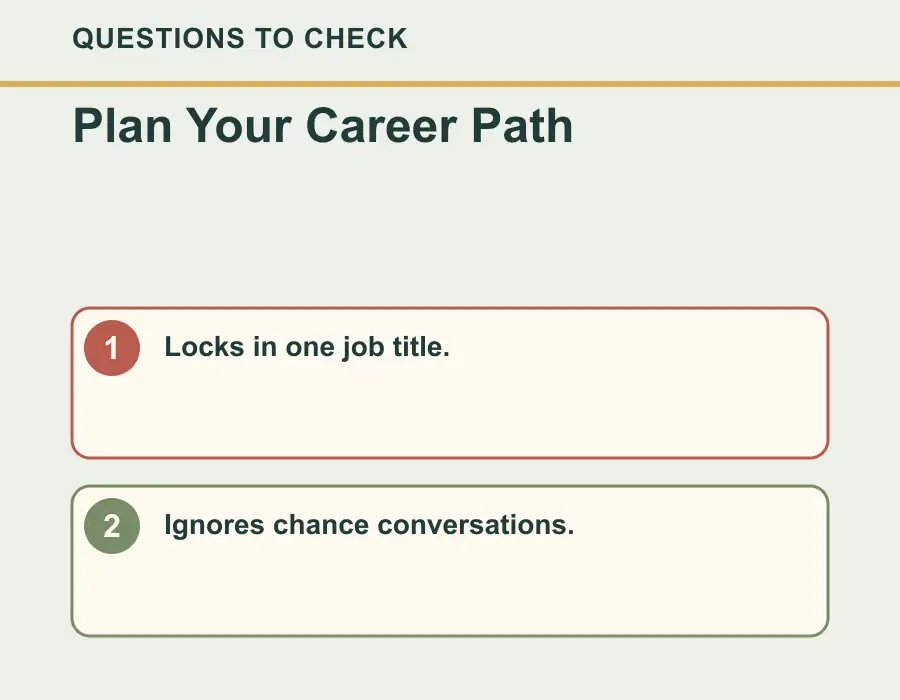 QUESTIONS TO CHECK
Plan Your Career Path
1
Locks in one job title.
2
Ignores chance conversations.